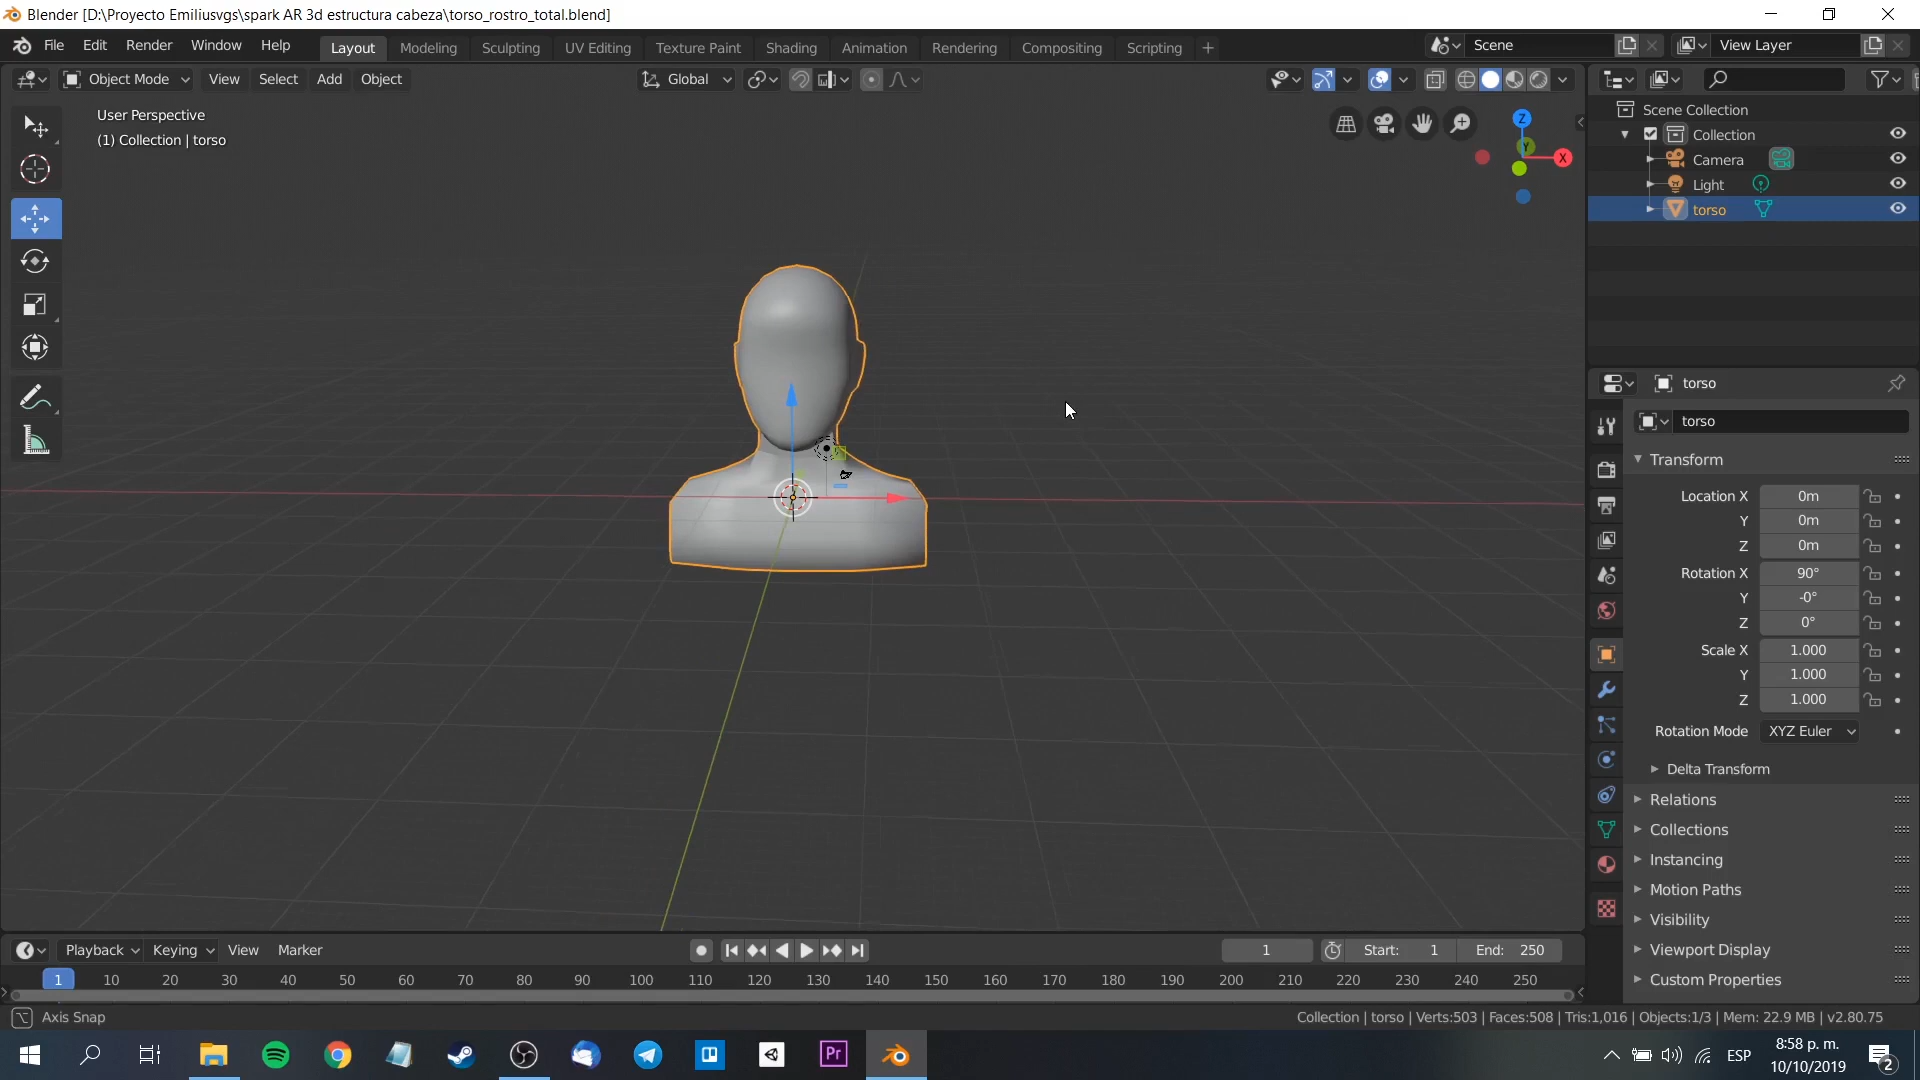 Blender [D:\Proyecto Emiliusvgs\spark AR 3d estructura cabeza\torso_rostro_total.blend]
File Edit Render Window Help Layout Modeling Sculpting UV Editing Texture Paint Shading Animation Rendering Compositing Scripting + Scene View Layer
Object Mode View Select Add Object Global
User Perspective
(1) Collection | torso
Z
Y
X
Scene Collection
Collection
Camera
Light
torso
torso
torso
Transform
Location X 0m
Y 0m
Z 0m
Rotation X 90°
Y -0°
Z 0°
Scale X 1.000
Y 1.000
Z 1.000
Rotation Mode XYZ Euler
Delta Transform
Relations
Collections
Instancing
Motion Paths
Visibility
Viewport Display
Custom Properties
Playback Keying View Marker 1 Start: 1 End: 250
1 10 20 30 40 50 60 70 80 90 100 110 120 130 140 150 160 170 180 190 200 210 220 230 240 250
Axis Snap Collection | torso | Verts:503 | Faces:508 | Tris:1,016 | Objects:1/3 | Mem: 22.9 MB | v2.80.75
Pr
ESP
8:58 p. m.
10/10/2019
2